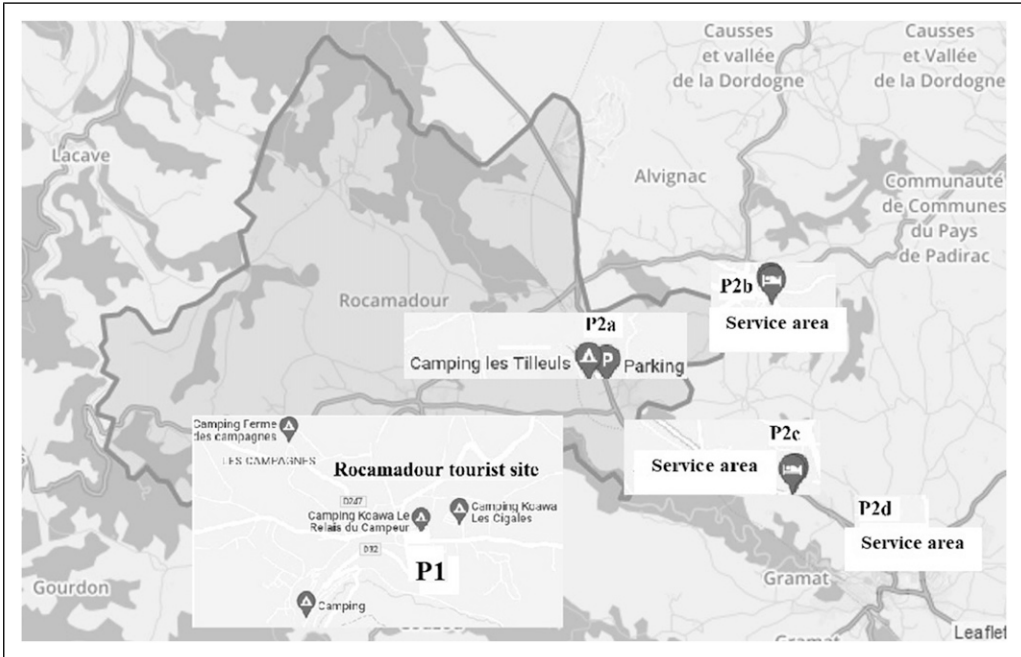 Causses
et vallée
de la Dordogne
Causses
et Vallée
de la Dordogne
Lacave
Alvignac
Communauté
de Communes
du Pays
de Padirac
Rocamadour
P2b
Service area
P2a
Camping les Tilleuls
P
Parking
Camping Ferme
des campagnes
LES CAMPAGNES
Rocamadour tourist site
P2c
Service area
D247
Camping Koawa Le
Relais du Campeur
Camping Koawa
Les Cigales
D32
P1
P2d
Service area
Gourdon
Camping
Gramat
Gramat
Leaflet